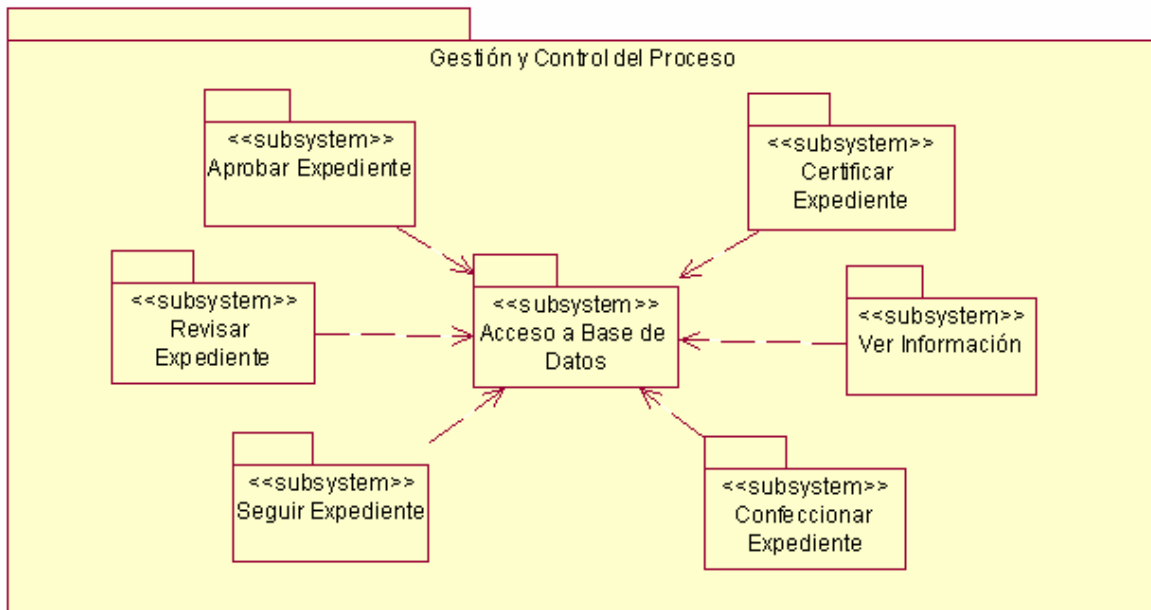 Gestión y Control del Proceso
<<subsystem>>
Aprobar Expediente
<<subsystem>>
Certificar
Expediente
<<subsystem>>
Revisar
Expediente
<<subsystem>>
Acceso a Base de
Datos
<<subsystem>>
Ver Información
<<subsystem>>
Seguir Expediente
<<subsystem>>
Confeccionar
Expediente